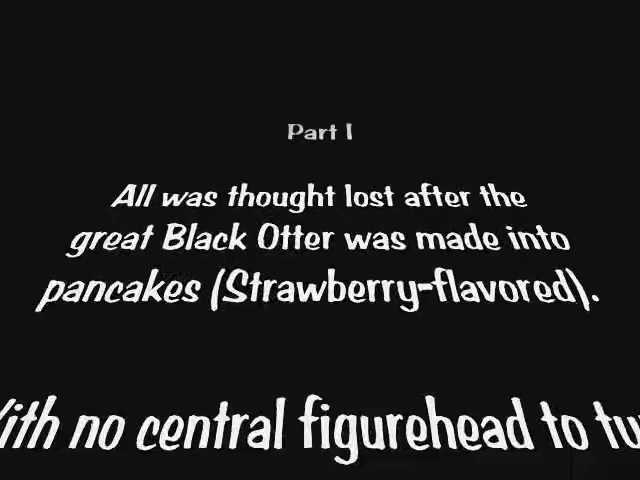 Part I
All was thought lost after the
great Black Otter was made into
pancakes (Strawberry-flavored).
no central figurehead to